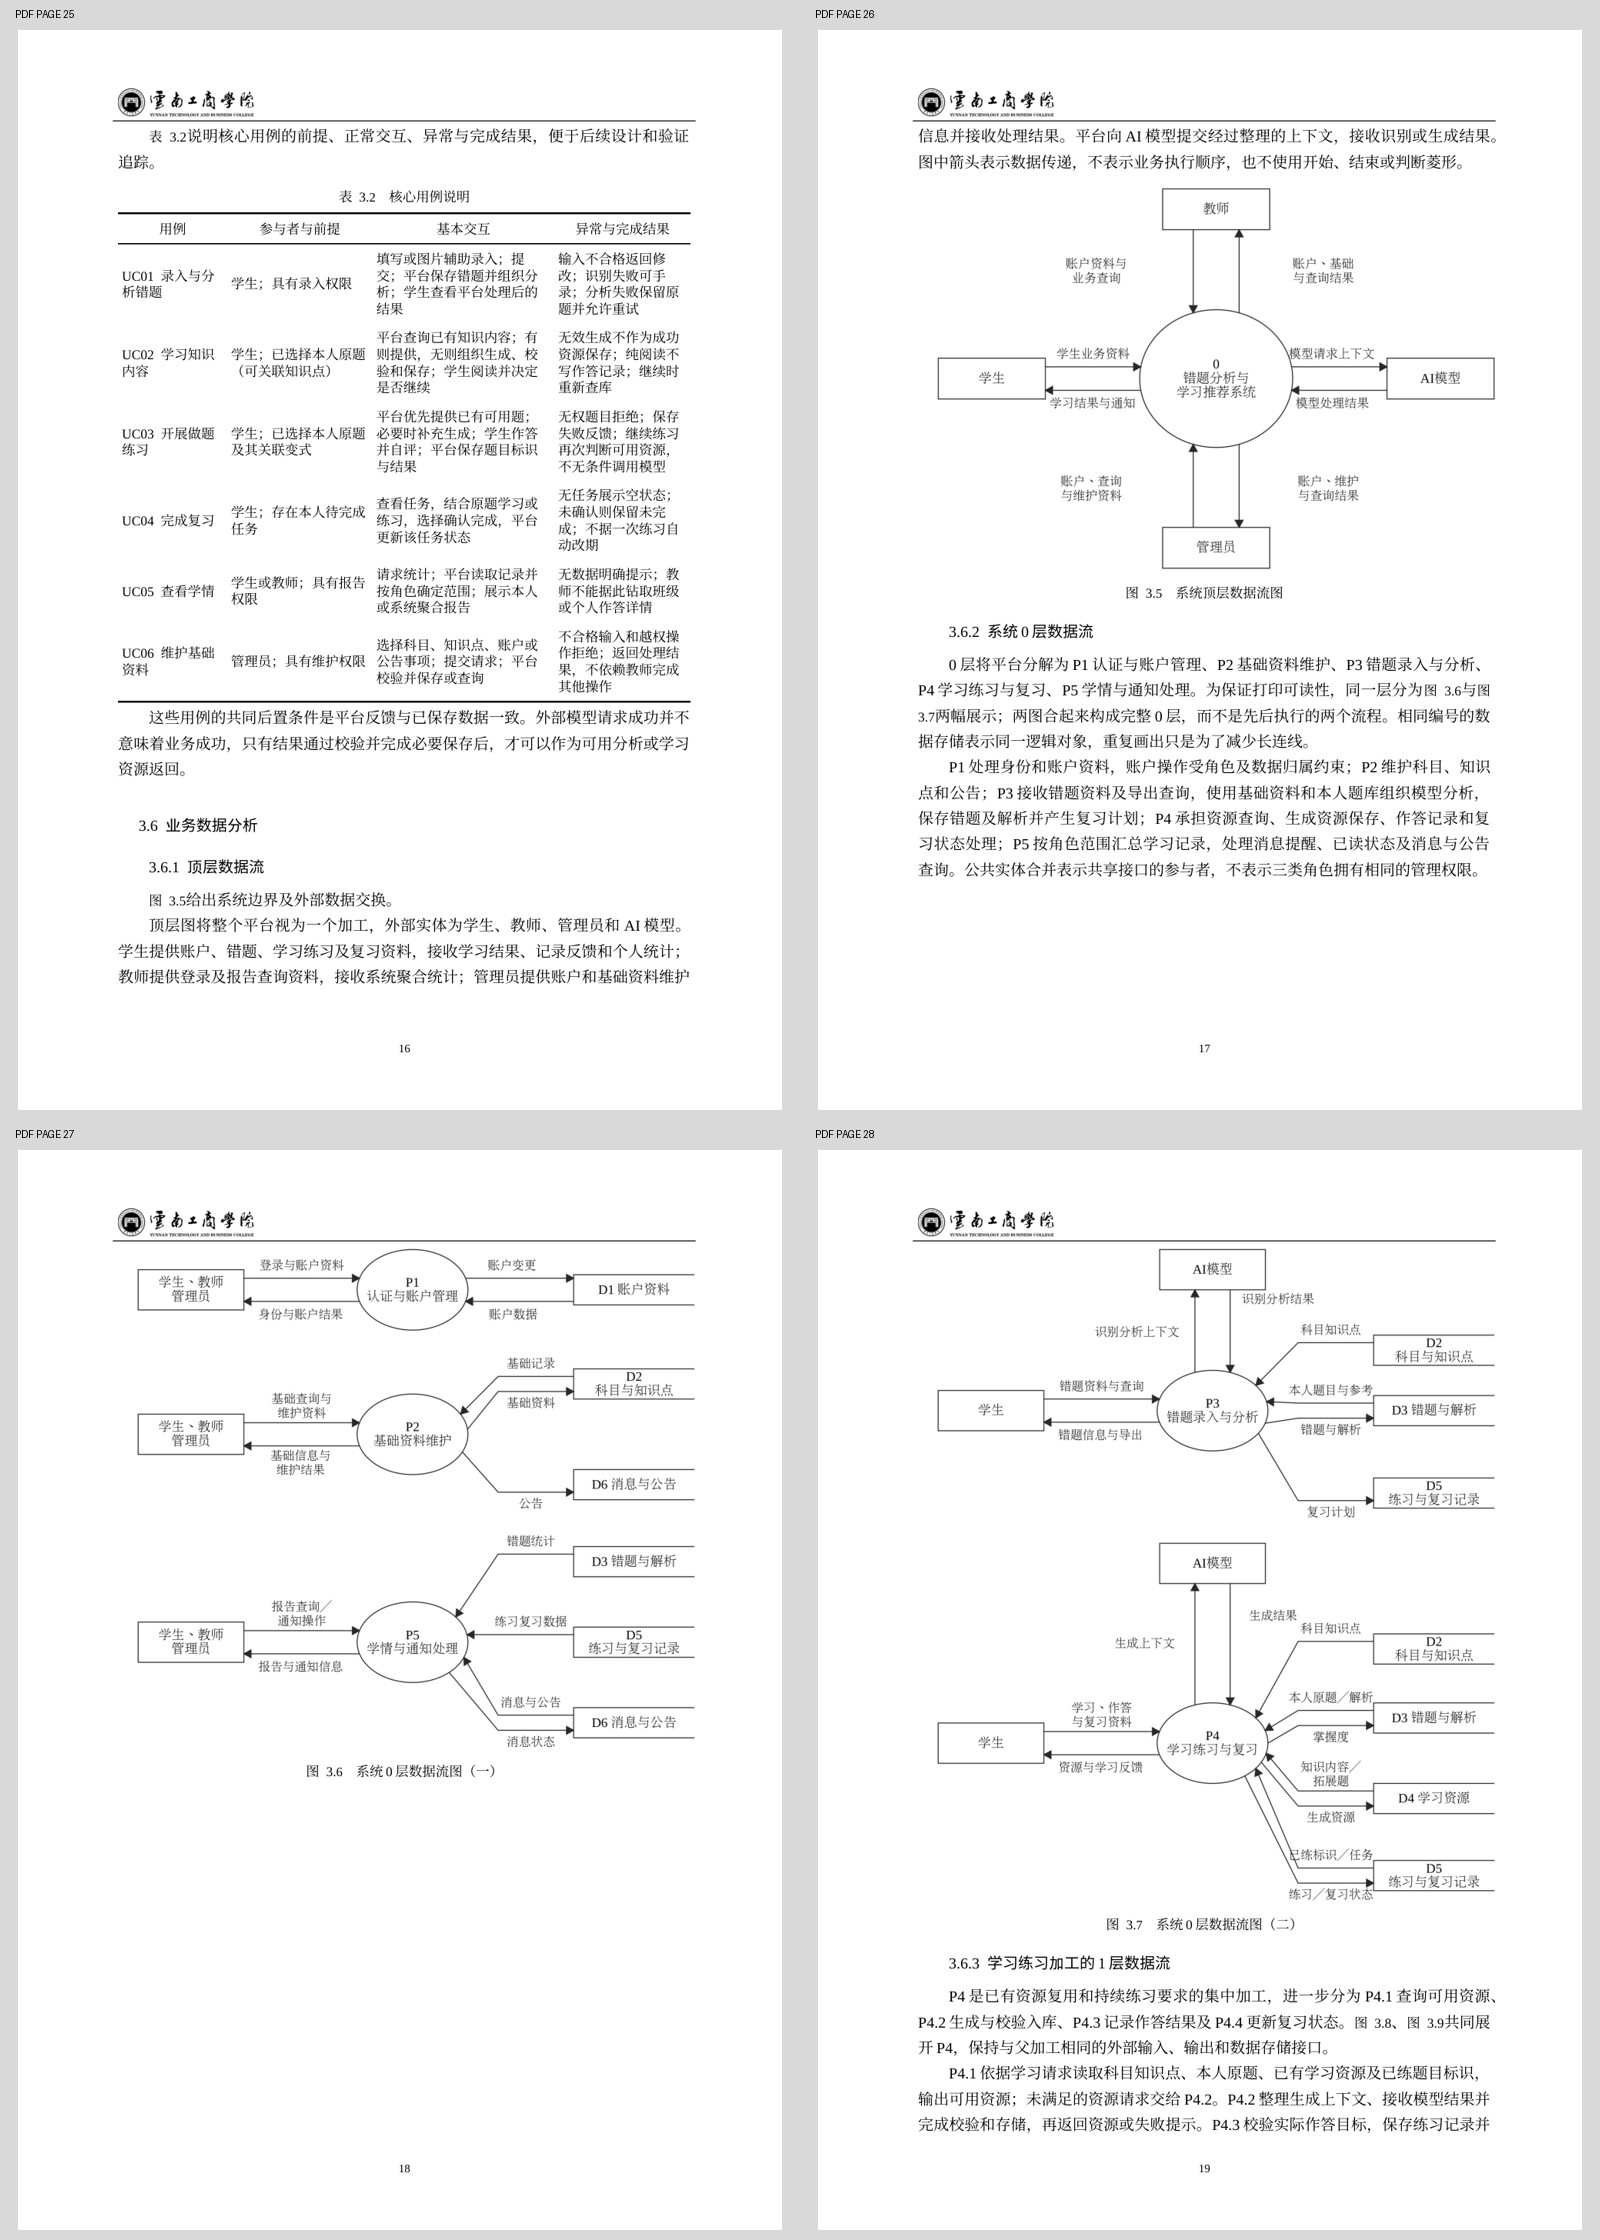 PDF PAGE 25
雲南工商學院
YUNNAN TECHNOLOGY AND BUSINESS COLLEGE
表 3.2说明核心用例的前提、正常交互、异常与完成结果，便于后续设计和验证
追踪。
表 3.2 核心用例说明
用例 参与者与前提 基本交互 异常与完成结果
UC01 录入与分
析错题
学生；具有录入权限
填写或图片辅助录入；提
交；平台保存错题并组织分
析；学生查看平台处理后的
结果
输入不合格返回修
改；识别失败可手
录；分析失败保留原
题并允许重试
UC02 学习知识
内容
学生；已选择本人原题
（可关联知识点）
平台查询已有知识内容；有
则提供，无则组织生成、校
验和保存；学生阅读并决定
是否继续
无效生成不作为成功
资源保存；纯阅读不
写作答记录；继续时
重新查库
UC03 开展做题
练习
学生；已选择本人原题
及其关联变式
平台优先提供已有可用题；
必要时补充生成；学生作答
并自评；平台保存题目标识
与结果
无权题目拒绝；保存
失败反馈；继续练习
再次判断可用资源，
不无条件调用模型
UC04 完成复习
学生；存在本人待完成
任务
查看任务，结合原题学习或
练习，选择确认完成，平台
更新该任务状态
无任务展示空状态；
未确认则保留未完
成；不据一次练习自
动改期
UC05 查看学情
学生或教师；具有报告
权限
请求统计；平台读取记录并
按角色确定范围；展示本人
或系统聚合报告
无数据明确提示；教
师不能据此钻取班级
或个人作答详情
UC06 维护基础
资料
管理员；具有维护权限
选择科目、知识点、账户或
公告事项；提交请求；平台
校验并保存或查询
不合格输入和越权操
作拒绝；返回处理结
果，不依赖教师完成
其他操作
这些用例的共同后置条件是平台反馈与已保存数据一致。外部模型请求成功并不
意味着业务成功，只有结果通过校验并完成必要保存后，才可以作为可用分析或学习
资源返回。
3.6 业务数据分析
3.6.1 顶层数据流
图 3.5给出系统边界及外部数据交换。
顶层图将整个平台视为一个加工，外部实体为学生、教师、管理员和 AI 模型。
学生提供账户、错题、学习练习及复习资料，接收学习结果、记录反馈和个人统计；
教师提供登录及报告查询资料，接收系统聚合统计；管理员提供账户和基础资料维护
16
PDF PAGE 26
雲南工商學院
YUNNAN TECHNOLOGY AND BUSINESS COLLEGE
信息并接收处理结果。平台向 AI 模型提交经过整理的上下文，接收识别或生成结果。
图中箭头表示数据传递，不表示业务执行顺序，也不使用开始、结束或判断菱形。
教师
账户资料与
业务查询
账户、基础
与查询结果
学生
学生业务资料
学习结果与通知
0
错题分析与
学习推荐系统
模型请求上下文
模型处理结果
AI模型
账户、查询
与维护资料
账户、维护
与查询结果
管理员
图 3.5 系统顶层数据流图
3.6.2 系统 0 层数据流
0 层将平台分解为 P1 认证与账户管理、P2 基础资料维护、P3 错题录入与分析、
P4 学习练习与复习、P5 学情与通知处理。为保证打印可读性，同一层分为图 3.6与图
3.7两幅展示；两图合起来构成完整 0 层，而不是先后执行的两个流程。相同编号的数
据存储表示同一逻辑对象，重复画出只是为了减少长连线。
P1 处理身份和账户资料，账户操作受角色及数据归属约束；P2 维护科目、知识
点和公告；P3 接收错题资料及导出查询，使用基础资料和本人题库组织模型分析，
保存错题及解析并产生复习计划；P4 承担资源查询、生成资源保存、作答记录和复
习状态处理；P5 按角色范围汇总学习记录，处理消息提醒、已读状态及消息与公告
查询。公共实体合并表示共享接口的参与者，不表示三类角色拥有相同的管理权限。
17
PDF PAGE 27
雲南工商學院
YUNNAN TECHNOLOGY AND BUSINESS COLLEGE
学生、教师
管理员
登录与账户资料
身份与账户结果
P1
认证与账户管理
账户变更
账户数据
D1 账户资料
学生、教师
管理员
基础查询与
维护资料
基础信息与
维护结果
P2
基础资料维护
基础记录
基础资料
D2
科目与知识点
公告
D6 消息与公告
学生、教师
管理员
报告查询／
通知操作
报告与通知信息
P5
学情与通知处理
错题统计
D3 错题与解析
练习复习数据
D5
练习与复习记录
消息与公告
消息状态
D6 消息与公告
图 3.6 系统 0 层数据流图（一）
18
PDF PAGE 28
雲南工商學院
YUNNAN TECHNOLOGY AND BUSINESS COLLEGE
AI模型
识别分析上下文
识别分析结果
学生
错题资料与查询
错题信息与导出
P3
错题录入与分析
科目知识点
D2
科目与知识点
本人题目与参考
错题与解析
D3 错题与解析
复习计划
D5
练习与复习记录
AI模型
生成上下文
生成结果
学生
学习、作答
与复习资料
资源与学习反馈
P4
学习练习与复习
科目知识点
D2
科目与知识点
本人原题／解析
掌握度
D3 错题与解析
知识内容／
拓展题
生成资源
D4 学习资源
已练标识／任务
练习／复习状态
D5
练习与复习记录
图 3.7 系统 0 层数据流图（二）
3.6.3 学习练习加工的 1 层数据流
P4 是已有资源复用和持续练习要求的集中加工，进一步分为 P4.1 查询可用资源、
P4.2 生成与校验入库、P4.3 记录作答结果及 P4.4 更新复习状态。图 3.8、图 3.9共同展
开 P4，保持与父加工相同的外部输入、输出和数据存储接口。
P4.1 依据学习请求读取科目知识点、本人原题、已有学习资源及已练题目标识，
输出可用资源；未满足的资源请求交给 P4.2。P4.2 整理生成上下文、接收模型结果并
完成校验和存储，再返回资源或失败提示。P4.3 校验实际作答目标，保存练习记录并
19